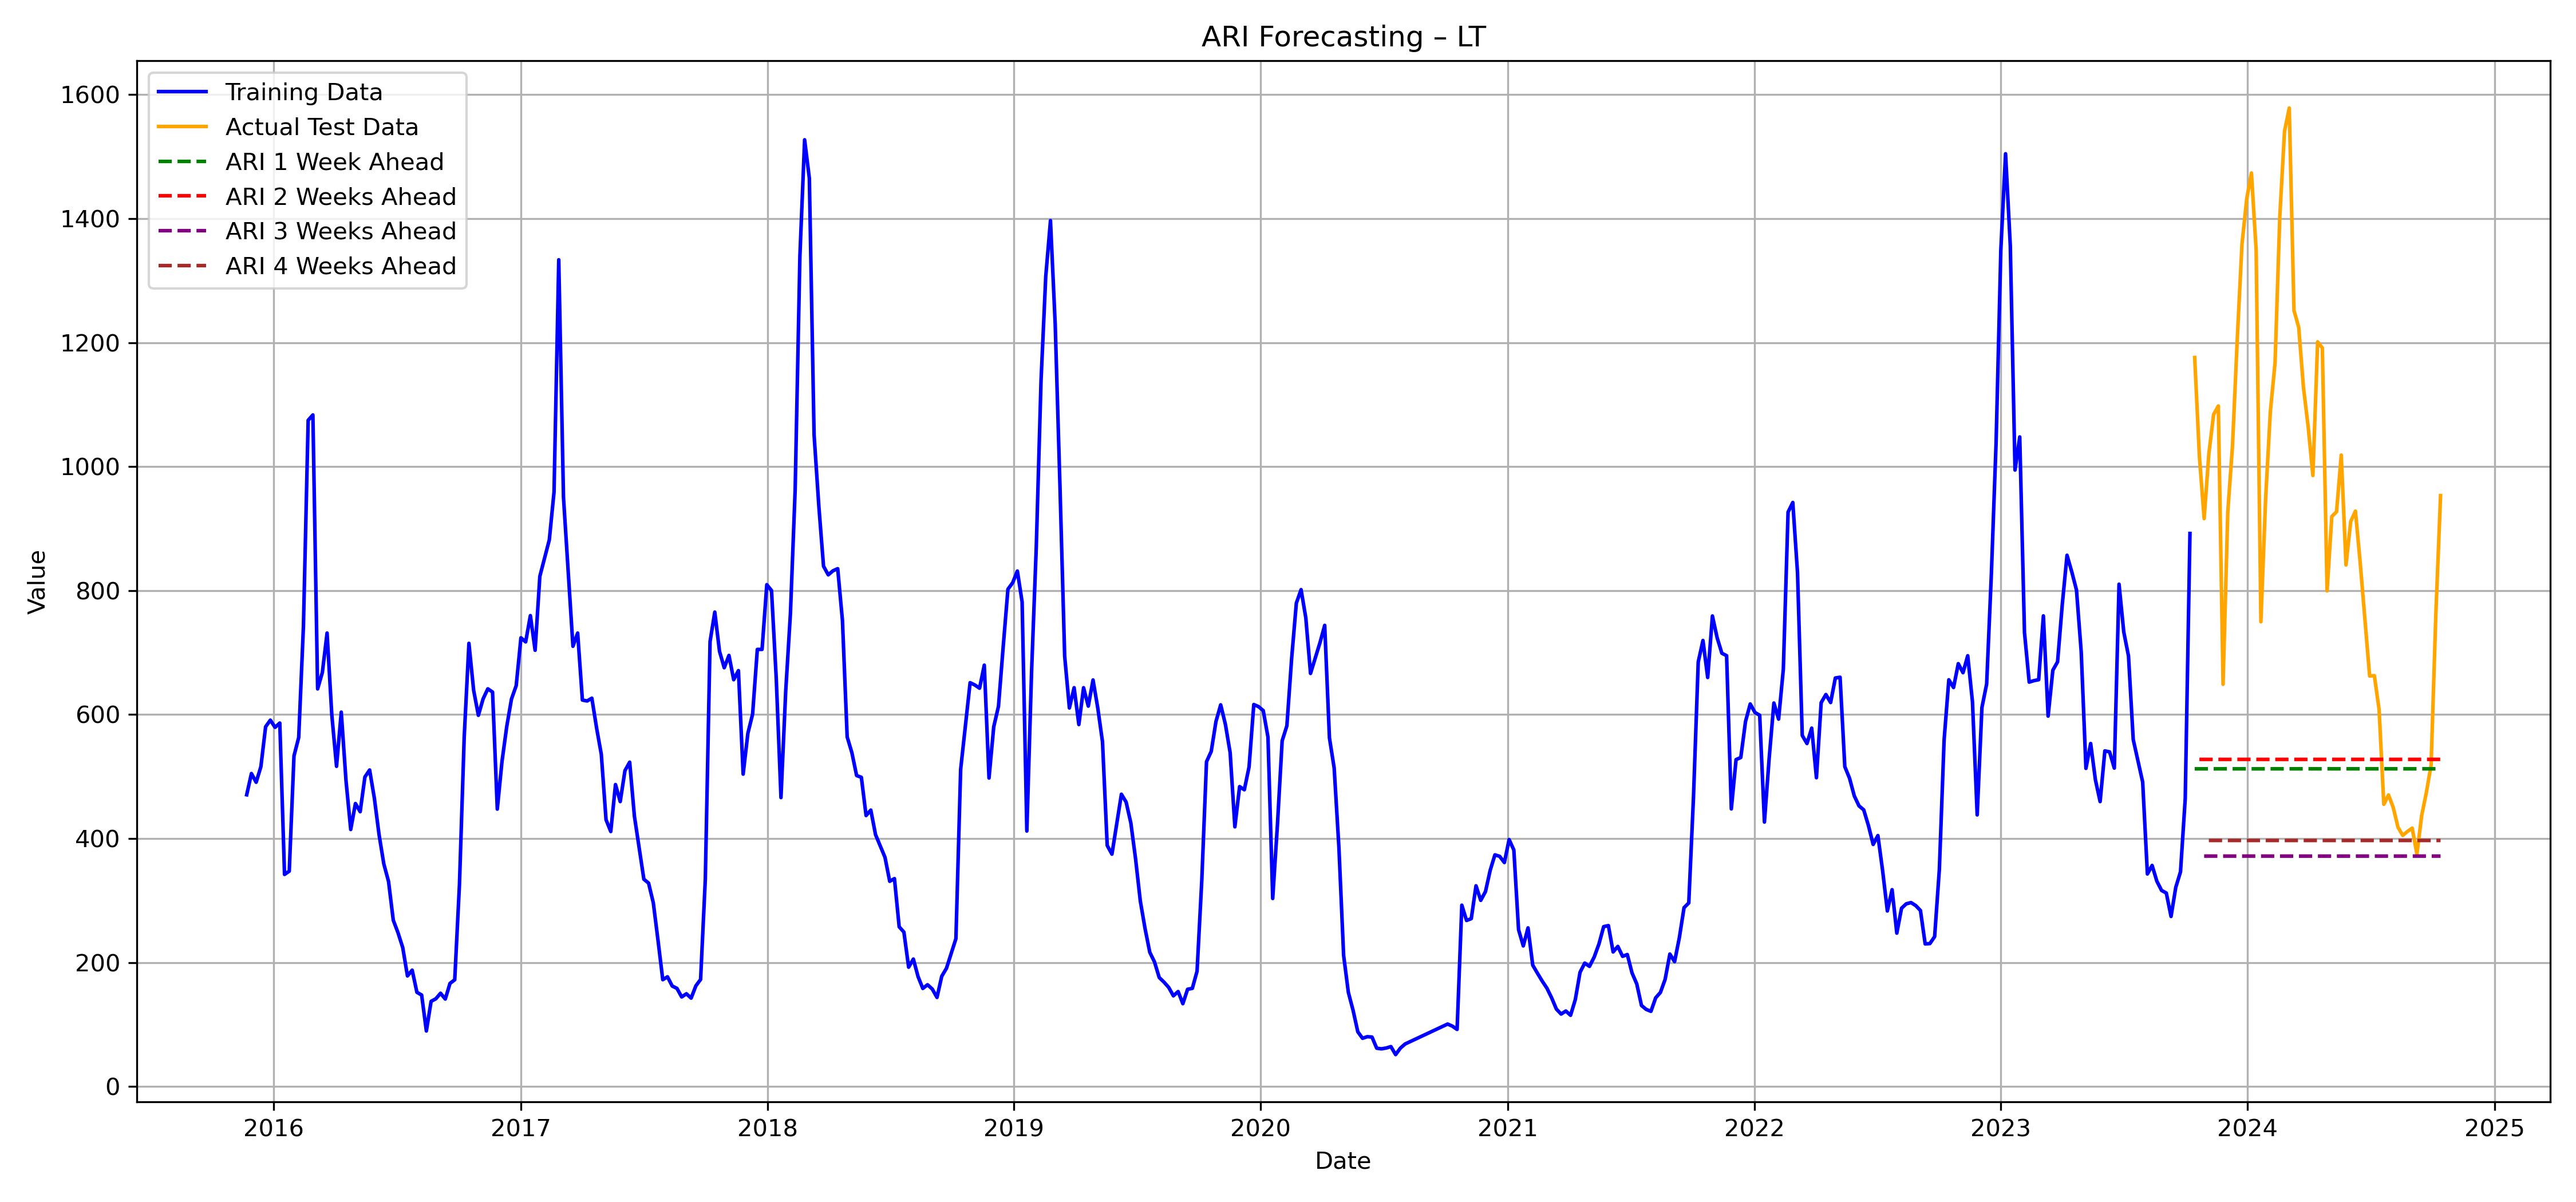 ARI Forecasting – LT
Training Data
Actual Test Data
ARI 1 Week Ahead
ARI 2 Weeks Ahead
ARI 3 Weeks Ahead
ARI 4 Weeks Ahead
1600
1400
1200
1000
800
600
400
200
0
Value
2016 2017 2018 2019 2020 2021 2022 2023 2024 2025
Date